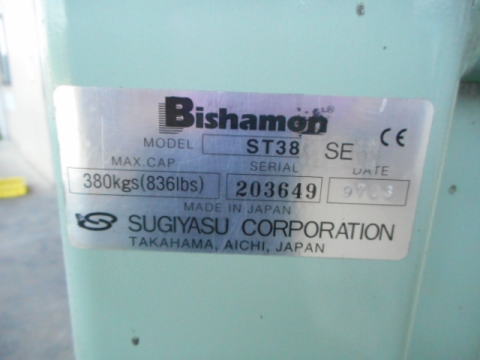 Bishamon
MODEL ST38 SE CE
MAX.CAP SERIAL DATE
380kgs(836lbs) 203649
MADE IN JAPAN
SUGIYASU CORPORATION
TAKAHAMA, AICHI, JAPAN